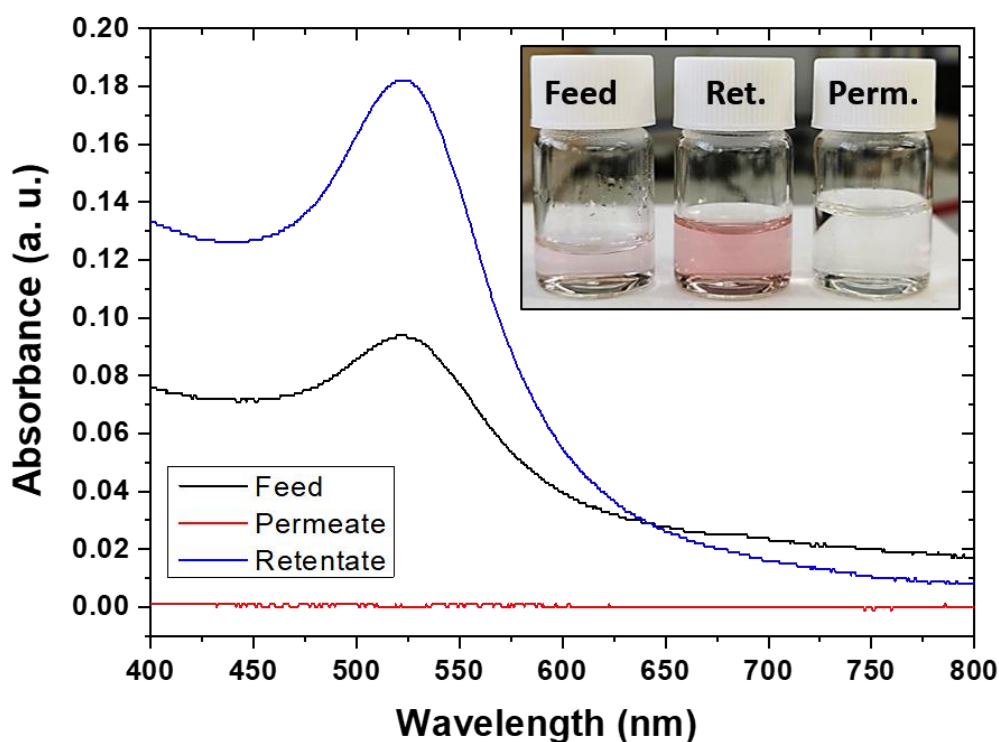 0.20
0.18
0.16
0.14
0.12
0.10
0.08
0.06
0.04
0.02
0.00
Absorbance (a. u.)
Feed
Ret.
Perm.
Feed
Permeate
Retentate
400 450 500 550 600 650 700 750 800
Wavelength (nm)